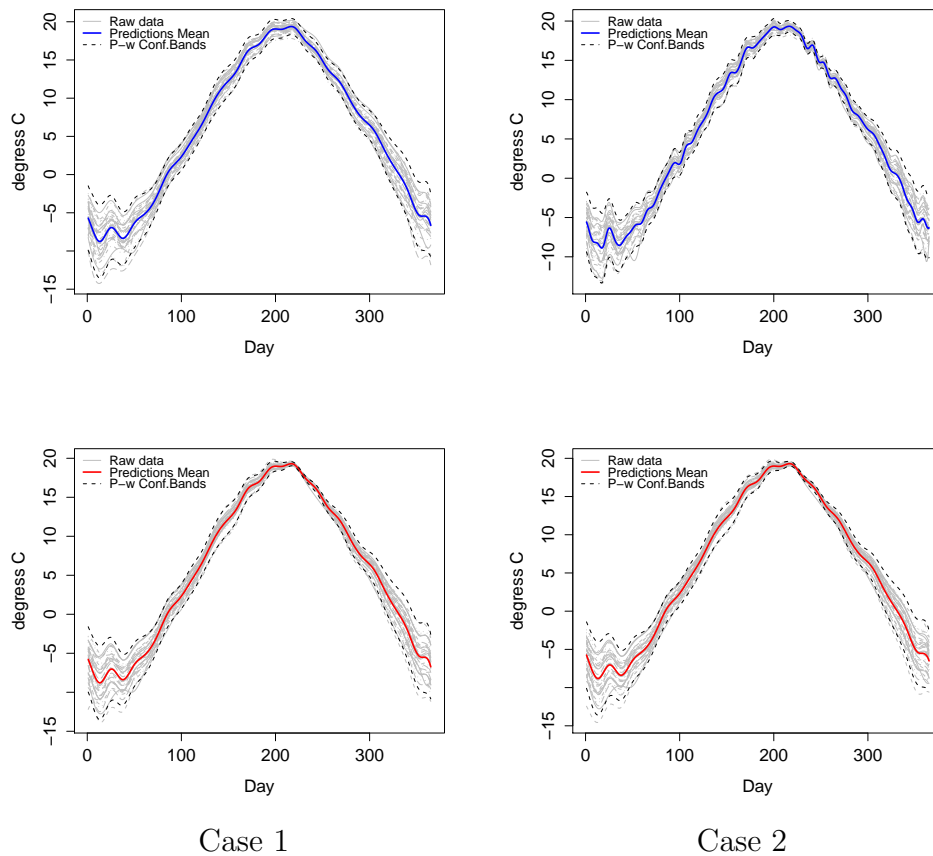 Raw data
Predictions Mean
P−w Conf.Bands
degress C
20
15
10
5
0
−5
−15
0 100 200 300
Day
Raw data
Predictions Mean
P−w Conf.Bands
degress C
20
15
10
5
0
−5
−10
0 100 200 300
Day
Raw data
Predictions Mean
P−w Conf.Bands
degress C
20
15
10
5
0
−5
−15
0 100 200 300
Day
Raw data
Predictions Mean
P−w Conf.Bands
degress C
20
15
10
5
0
−5
−15
0 100 200 300
Day
Case 1
Case 2